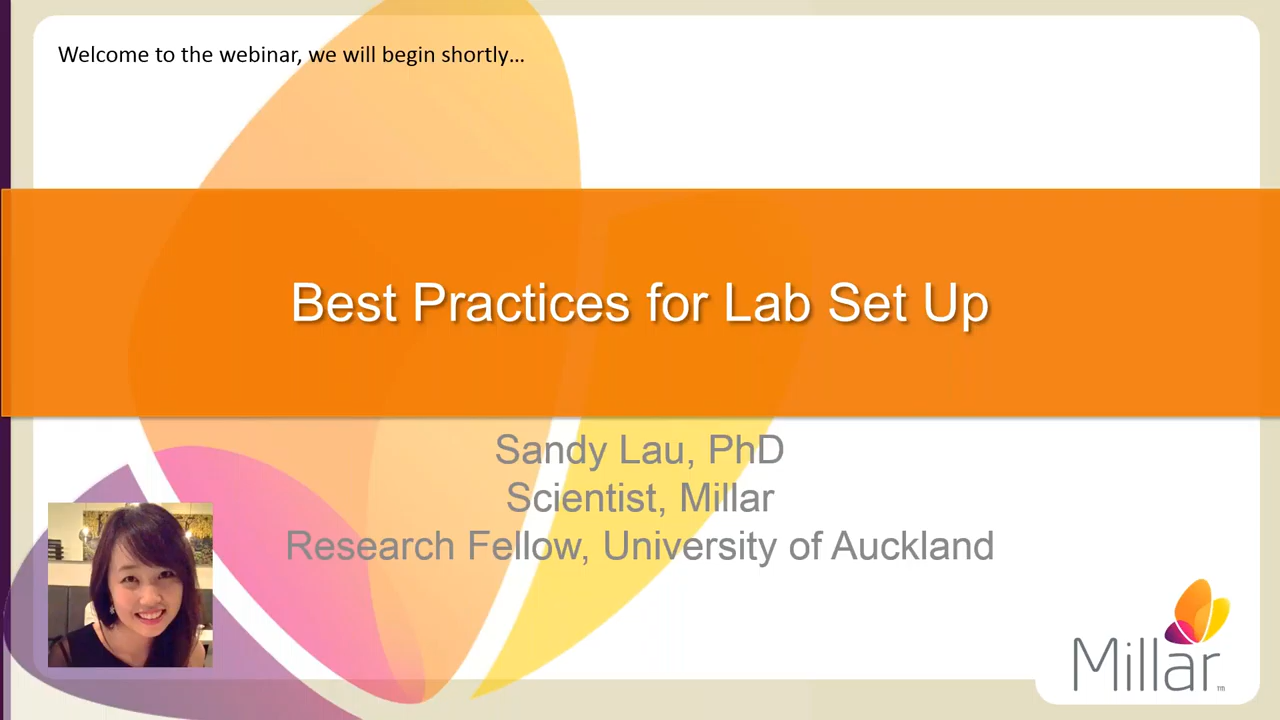 Welcome to the webinar, we will begin shortly…
Best Practices for Lab Set Up
Sandy Lau, PhD
Scientist, Millar
Research Fellow, University of Auckland
Millar™